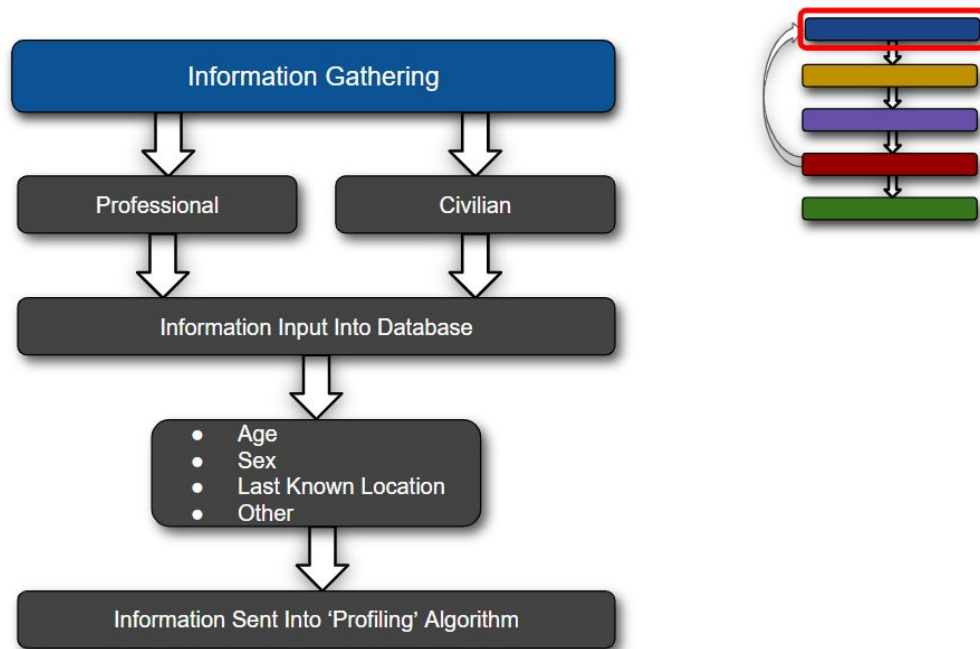 Information Gathering
Professional
Civilian
Information Input Into Database
● Age
● Sex
● Last Known Location
● Other
Information Sent Into ‘Profiling’ Algorithm